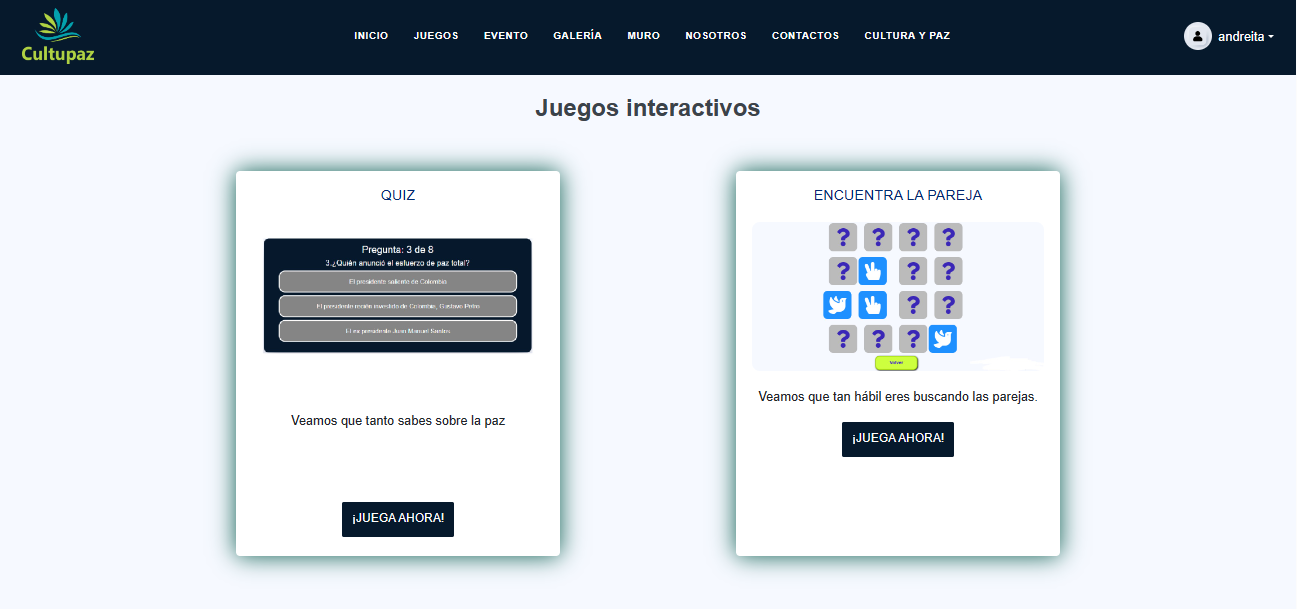 Cultupaz
INICIO JUEGOS EVENTO GALERÍA MURO NOSOTROS CONTACTOS CULTURA Y PAZ
andreita
Juegos interactivos
QUIZ
Pregunta: 3 de 8
3.¿Quién anunció el esfuerzo de paz total?
El presidente saliente de Colombia
El presidente recién investido de Colombia, Gustavo Petro
El ex presidente Juan Manuel Santos
Veamos que tanto sabes sobre la paz
¡JUEGA AHORA!
ENCUENTRA LA PAREJA
? ? ? ?
? ? ?
? ?
? ? ?
Volver
Veamos que tan hábil eres buscando las parejas.
¡JUEGA AHORA!